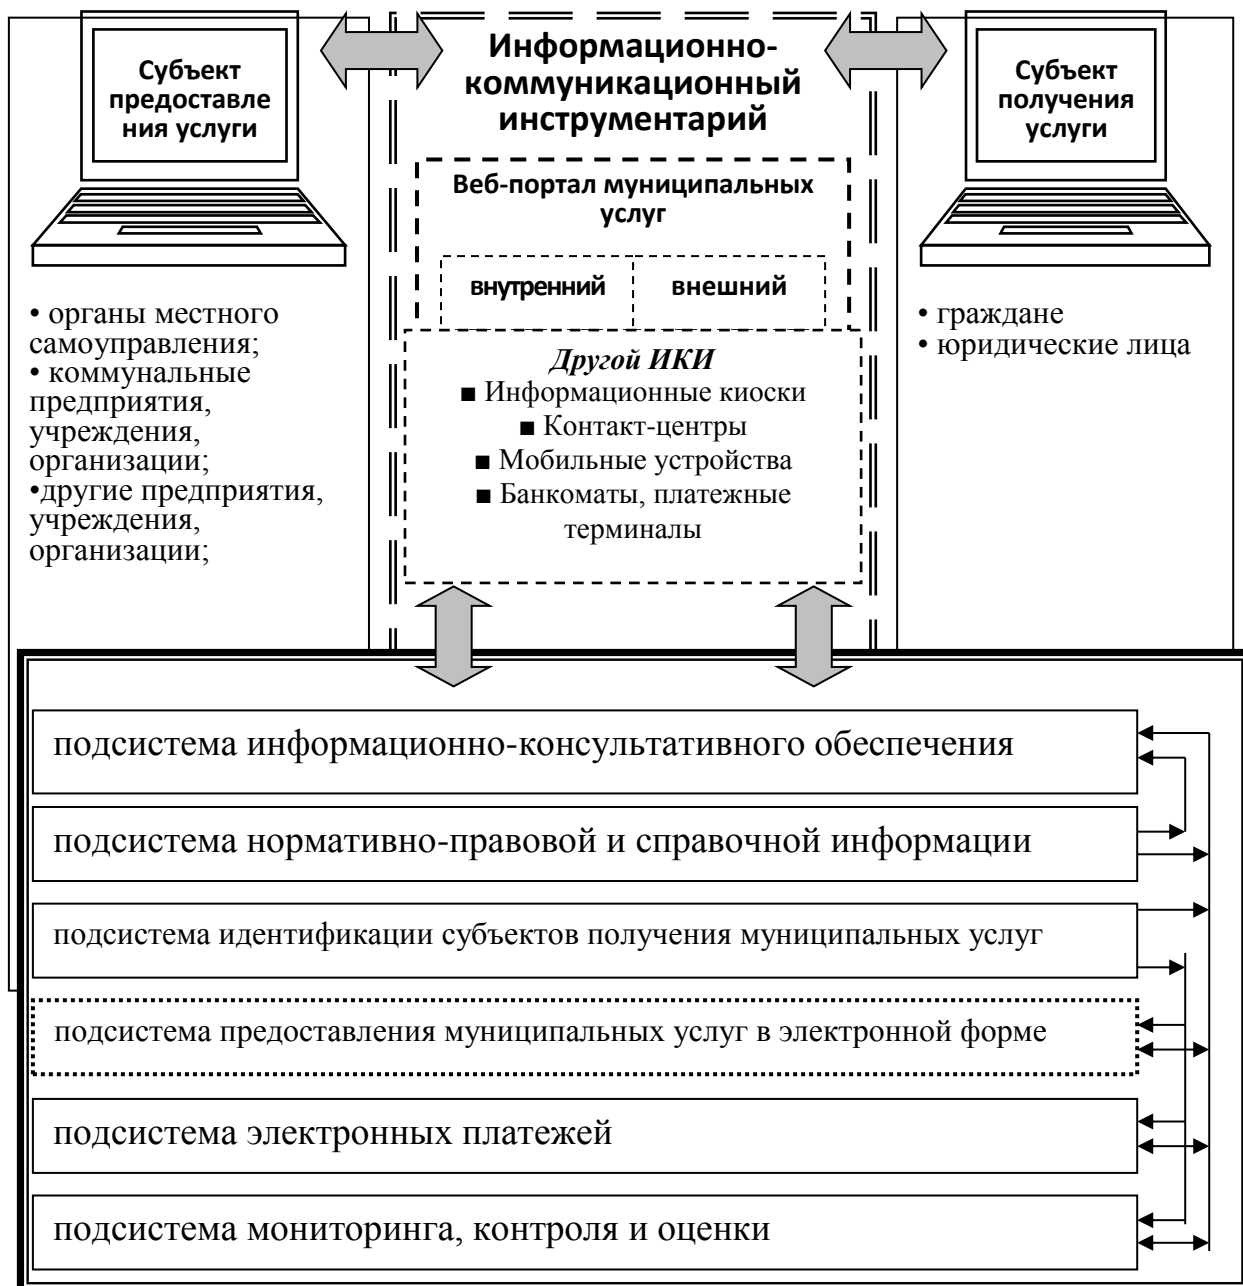 Субъект
предоставле
ния услуги
• органы местного
самоуправления;
• коммунальные
предприятия,
учреждения,
организации;
•другие предприятия,
учреждения,
организации;
Информационно-
коммуникационный
инструментарий
Веб-портал муниципальных
услуг
внутренний
внешний
Другой ИКИ
■ Информационные киоски
■ Контакт-центры
■ Мобильные устройства
■ Банкоматы, платежные
терминалы
Субъект
получения
услуги
• граждане
• юридические лица
подсистема информационно-консультативного обеспечения
подсистема нормативно-правовой и справочной информации
подсистема идентификации субъектов получения муниципальных услуг
подсистема предоставления муниципальных услуг в электронной форме
подсистема электронных платежей
подсистема мониторинга, контроля и оценки